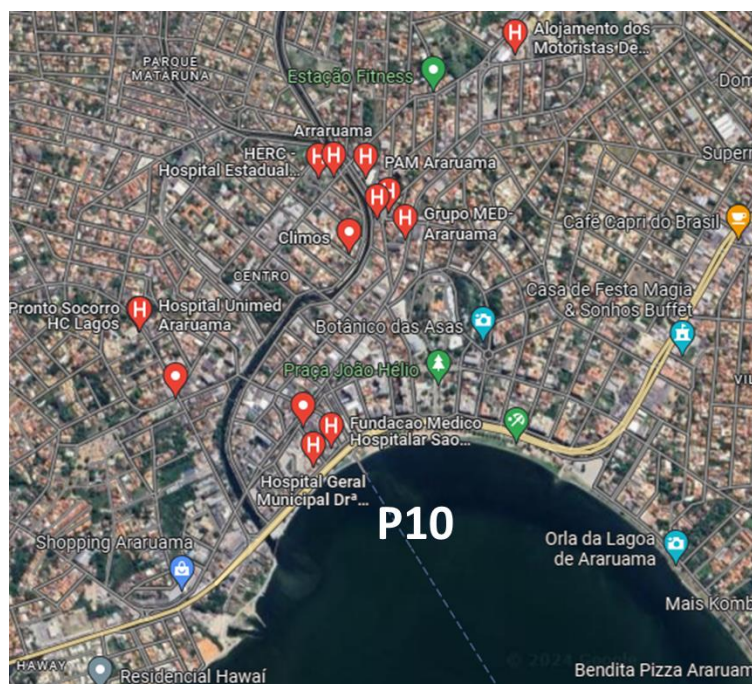 Alojamento dos
Motoristas De...
PARQUE
MATARUNA
Estação Fitness
Dom
Arraruama
HERC -
Hospital Estadual...
PAM Araruama
Super
Grupo MED-
Araruama
Café Capri do Brasil
Climos
CENTRO
Casa de Festa Magia
& Sonhos Buffet
Pronto Socorro
HC Lagos
Hospital Unimed
Araruama
Botânico das Asas
Praça João Hélio
VIL
Fundacao Medico
Hospitalar Sao...
Hospital Geral
Municipal Drª...
P10
Shopping Araruama
Orla da Lagoa
de Araruama
Mais Komb
HAWAY
Residencial Hawaí
© 2024 Google
Bendita Pizza Araruam